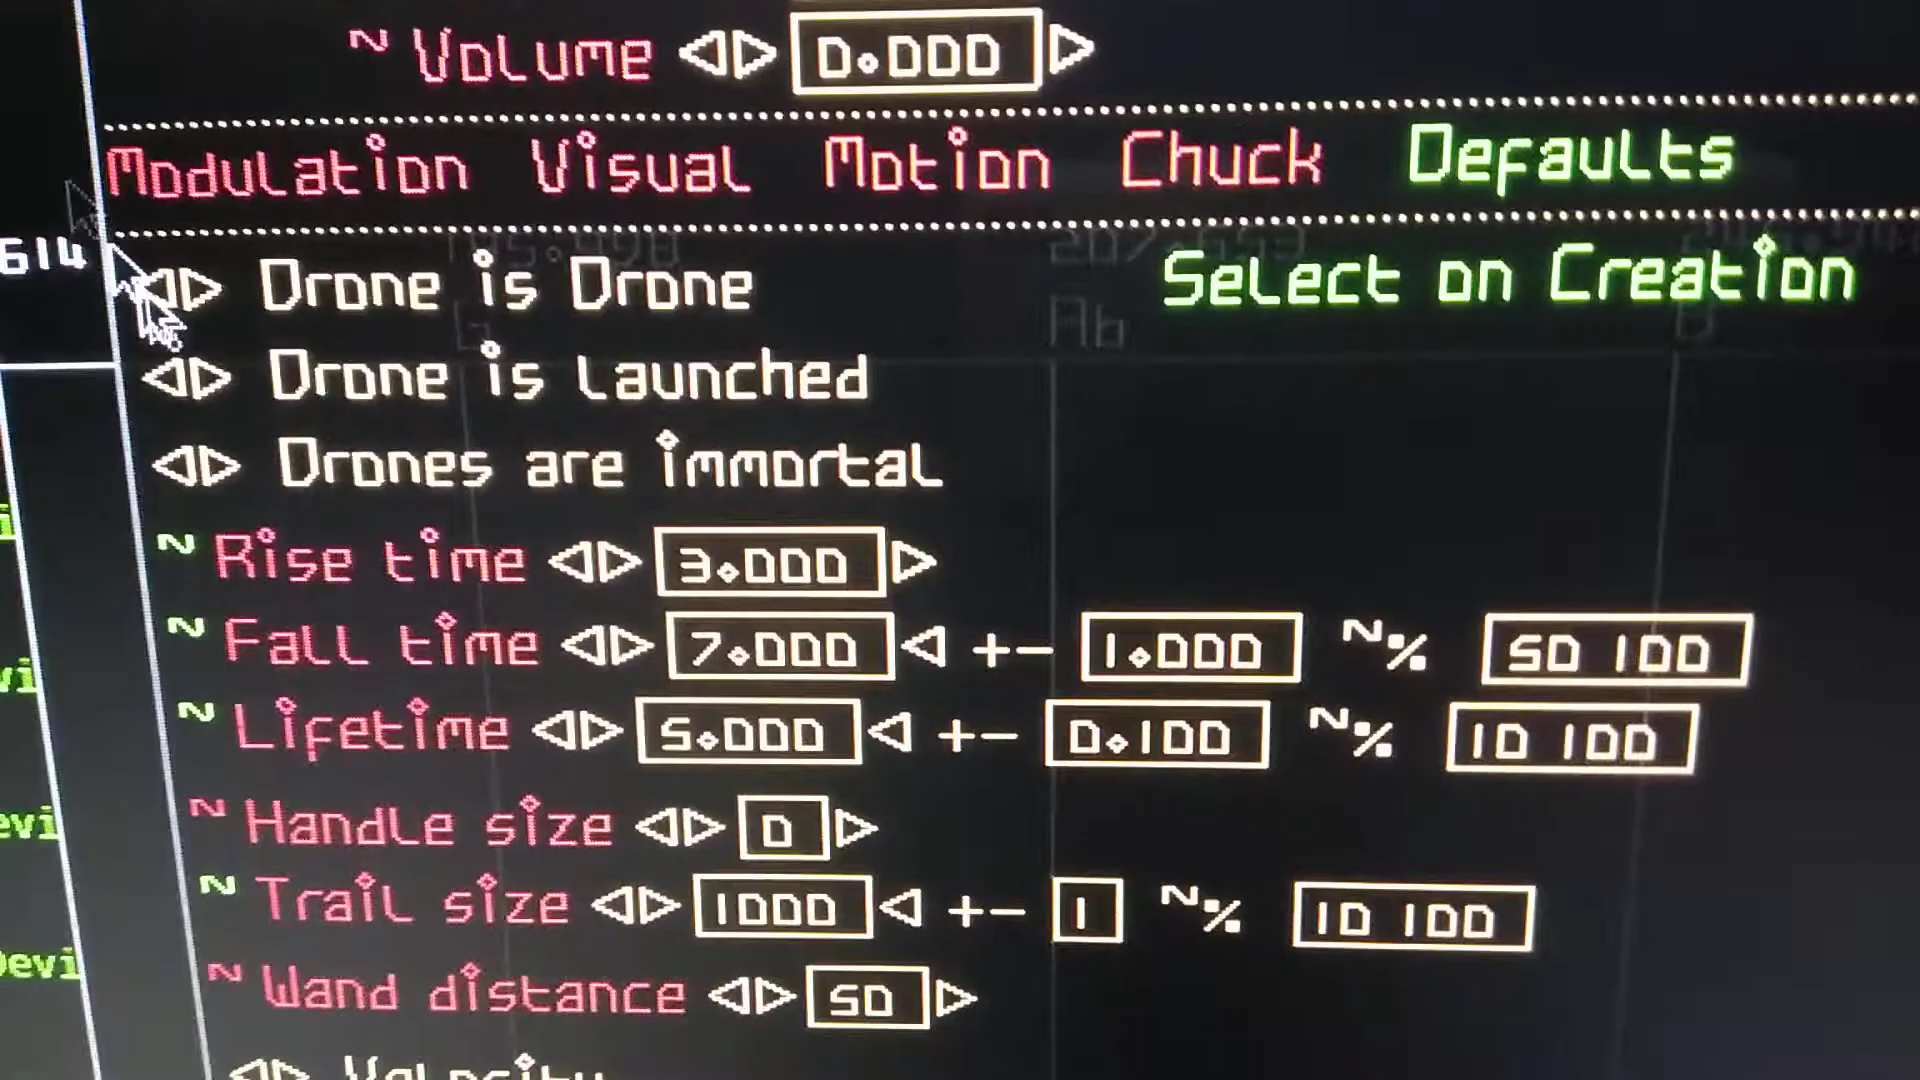 ~ Volume ◁▷ 0.000 ▷
Modulation Visual Motion Chuck Defaults
614
◁▷ Drone is Drone Select on Creation
◁▷ Drone is launched
◁▷ Drones are immortal
~ Rise time ◁▷ 3.000 ▷
~ Fall time ◁▷ 7.000 ◁ +- 1.000 ~% 50 100
~ Lifetime ◁▷ 5.000 ◁ +- 0.100 ~% 10 100
~ Handle size ◁▷ 0 ▷
~ Trail size ◁▷ 1000 ◁ +- 1 ~% 10 100
~ Wand distance ◁▷ 50 ▷
◁▷ Velocity